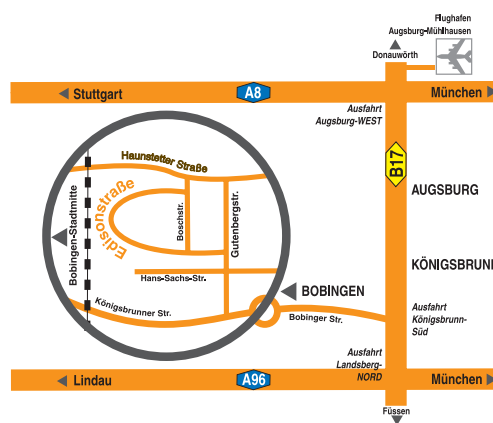 Flughafen
Augsburg-Mühlhausen
Donauwörth
Stuttgart
A8
München
Ausfahrt
Augsburg-WEST
Haunstetter Straße
B17
Bobingen-Stadtmitte
Edisonstraße
Boschstr.
Gutenbergstr.
AUGSBURG
KÖNIGSBRUNN
Hans-Sachs-Str.
BOBINGEN
Königsbrunner Str.
Bobinger Str.
Ausfahrt
Königsbrunn-
Süd
Ausfahrt
Landsberg-
NORD
Lindau
A96
München
Füssen